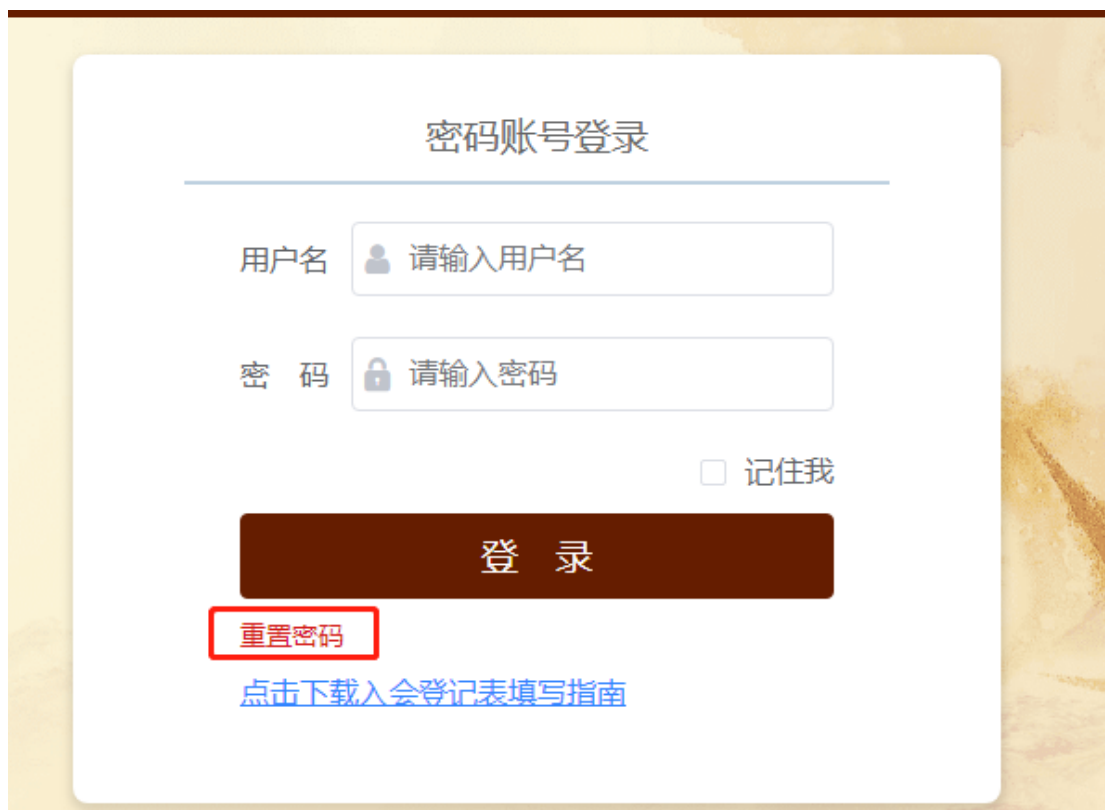 密码账号登录
用户名 请输入用户名
密 码 请输入密码
记住我
登 录
重置密码
点击下载入会登记表填写指南